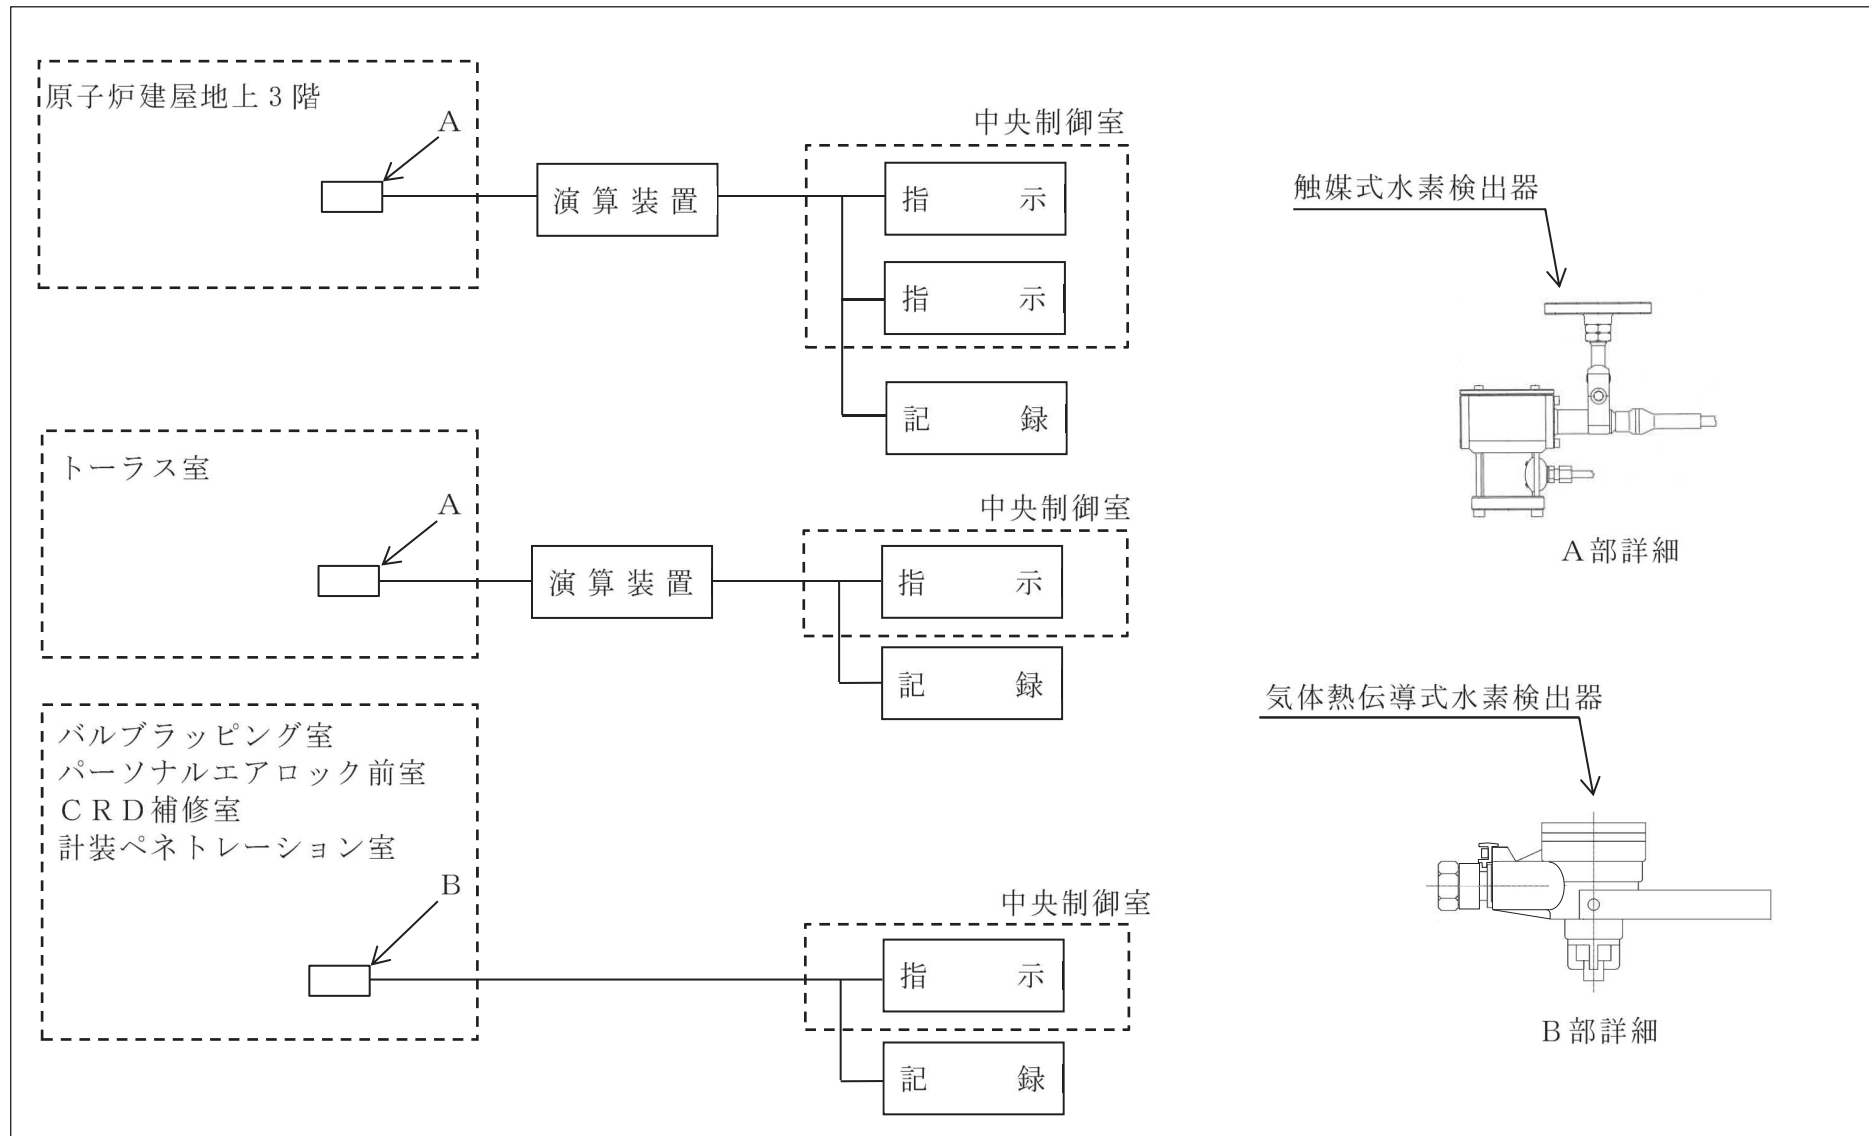 原子炉建屋地上3階
A
演算装置
中央制御室
指示
指示
記録
トーラス室
A
演算装置
中央制御室
指示
記録
バルブラッピング室
パーソナルエアロック前室
CRD補修室
計装ペネトレーション室
B
中央制御室
指示
記録
触媒式水素検出器
A部詳細
気体熱伝導式水素検出器
B部詳細